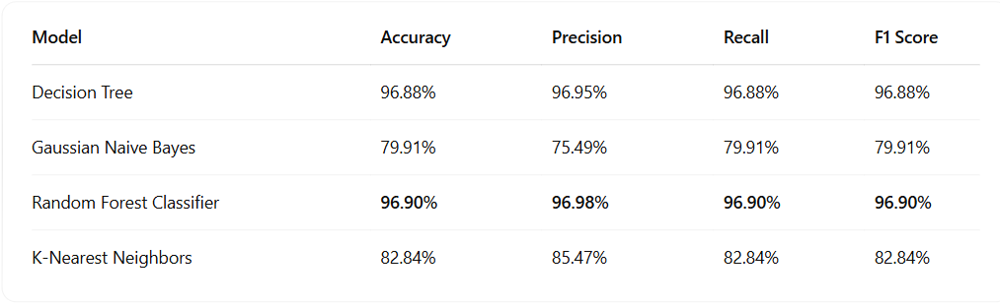 Model Accuracy Precision Recall F1 Score
Decision Tree 96.88% 96.95% 96.88% 96.88%
Gaussian Naive Bayes 79.91% 75.49% 79.91% 79.91%
Random Forest Classifier 96.90% 96.98% 96.90% 96.90%
K-Nearest Neighbors 82.84% 85.47% 82.84% 82.84%